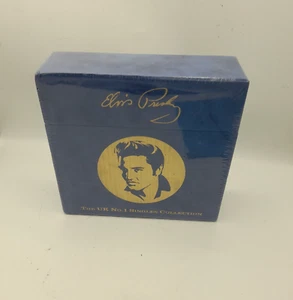 Elvis Presley
THE UK NO.1 SINGLES COLLECTION